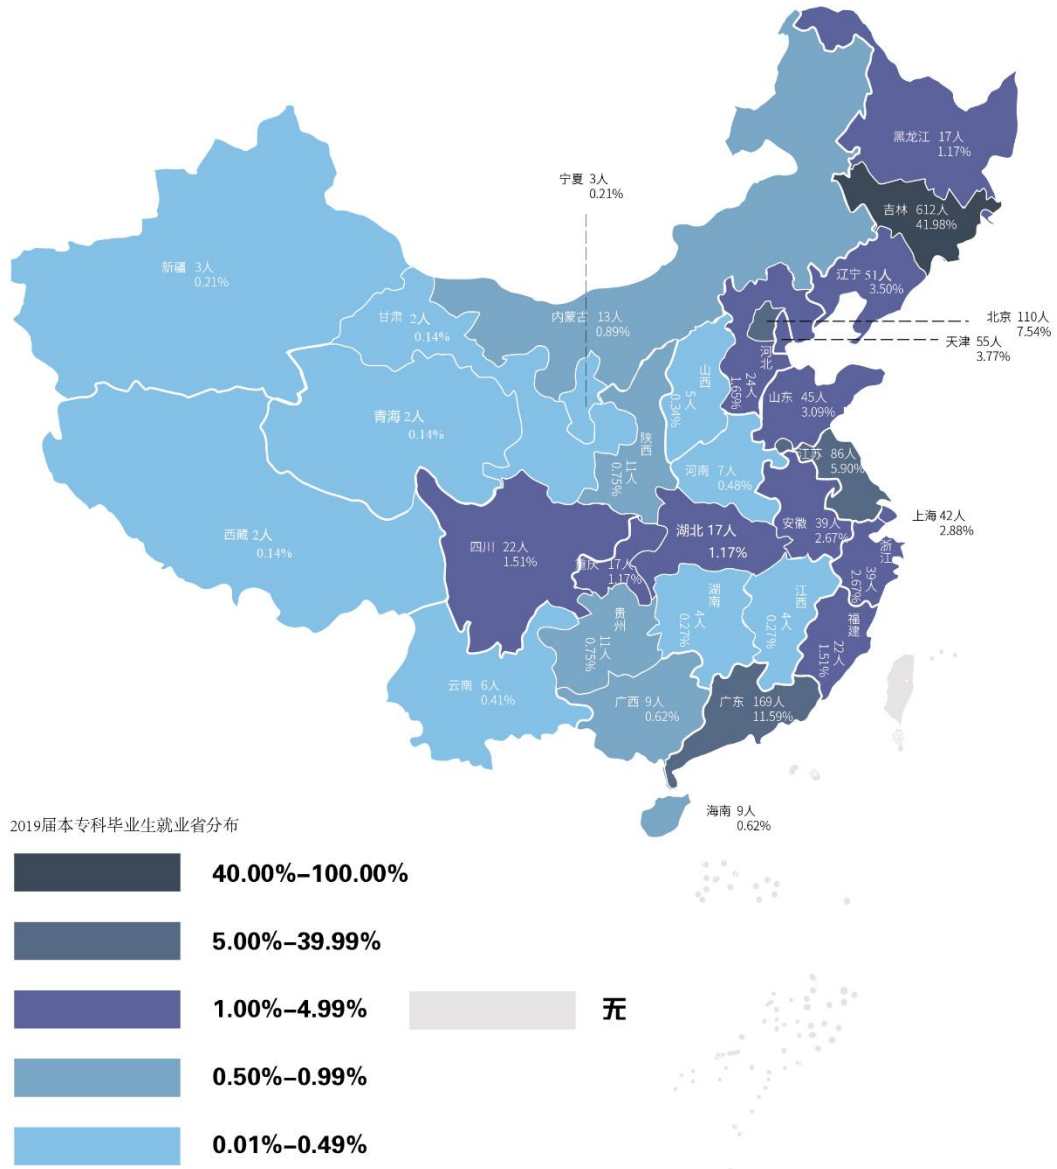 黑龙江 17人
1.17%
宁夏 3人
0.21%
吉林 612人
41.98%
新疆 3人
0.21%
辽宁 51人
3.50%
甘肃 2人
0.14%
内蒙古 13人
0.89%
北京 110人
7.54%
天津 55人
3.77%
河北
24人
1.65%
山西
5人
0.34%
山东 45人
3.09%
青海 2人
0.14%
陕西
11人
0.75%
江苏 86人
5.90%
河南 7人
0.48%
上海 42人
2.88%
安徽 39人
2.67%
湖北 17人
1.17%
西藏 2人
0.14%
四川 22人
1.51%
浙江
39人
2.67%
重庆 17人
1.17%
湖南
4人
0.27%
江西
4人
0.27%
贵州
11人
0.75%
福建
22人
1.51%
云南 6人
0.41%
广西 9人
0.62%
广东 169人
11.59%
海南 9人
0.62%
2019届本专科毕业生就业省分布
40.00%–100.00%
5.00%–39.99%
1.00%–4.99%
无
0.50%–0.99%
0.01%–0.49%